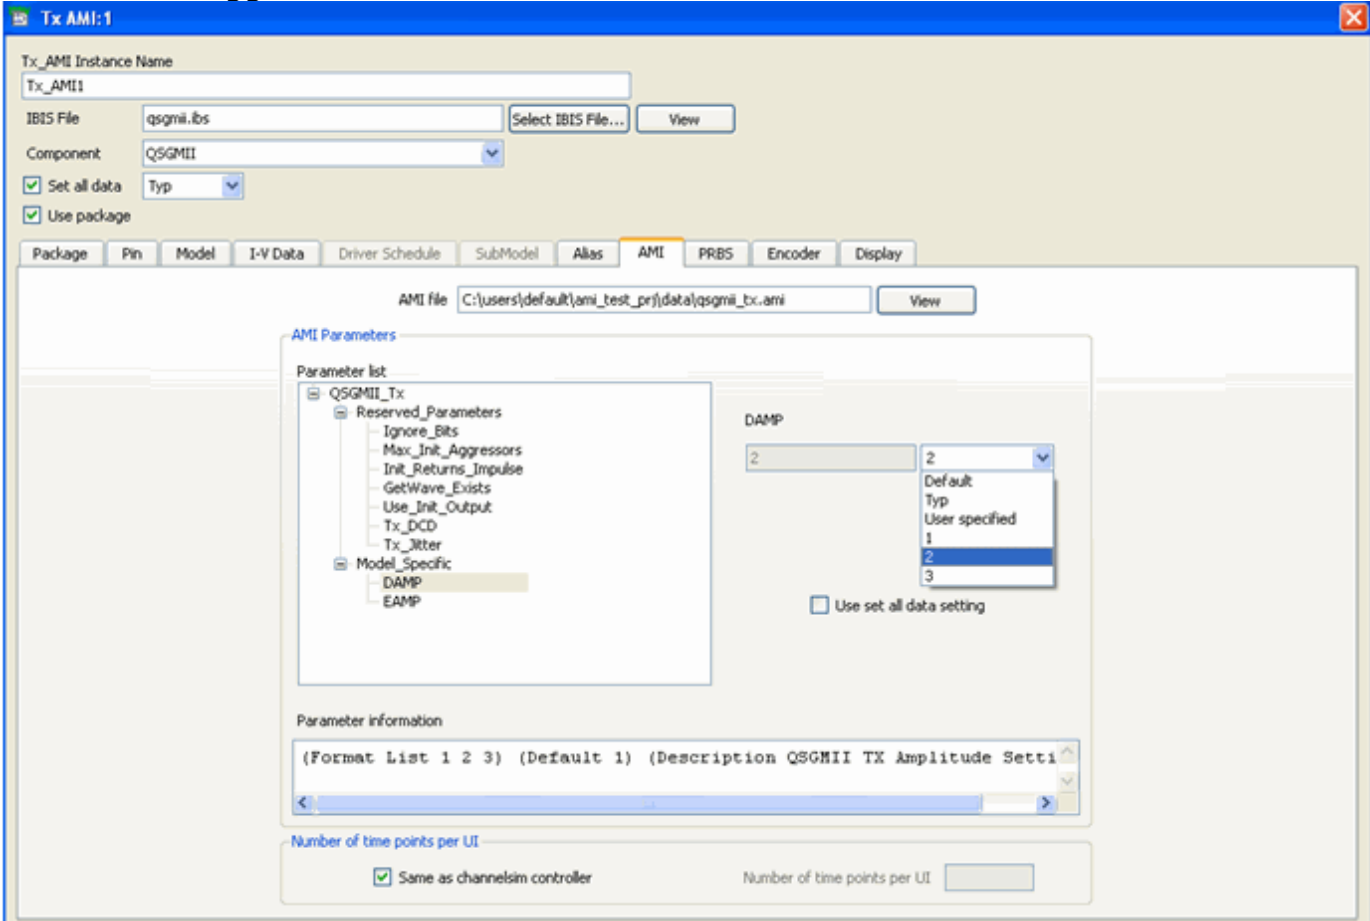 Tx AMI:1
Tx_AMI Instance Name
Tx_AMI1
IBIS File qsgmii.ibs Select IBIS File... View
Component QSGMII
Set all data Typ
Use package
Package Pin Model I-V Data Driver Schedule SubModel Alias AMI PRBS Encoder Display
AMI file C:\users\default\ami_test_prj\data\qsgmii_tx.ami View
AMI Parameters
Parameter list
QSGMII_Tx
Reserved_Parameters
Ignore_Bits
Max_Init_Aggressors
Init_Returns_Impulse
GetWave_Exists
Use_Init_Output
Tx_DCD
Tx_Jitter
Model_Specific
DAMP
EAMP
DAMP
2 2
Default
Typ
User specified
1
2
3
Use set all data setting
Parameter information
(Format List 1 2 3) (Default 1) (Description QSGMII TX Amplitude Setti
Number of time points per UI
Same as channelsim controller Number of time points per UI